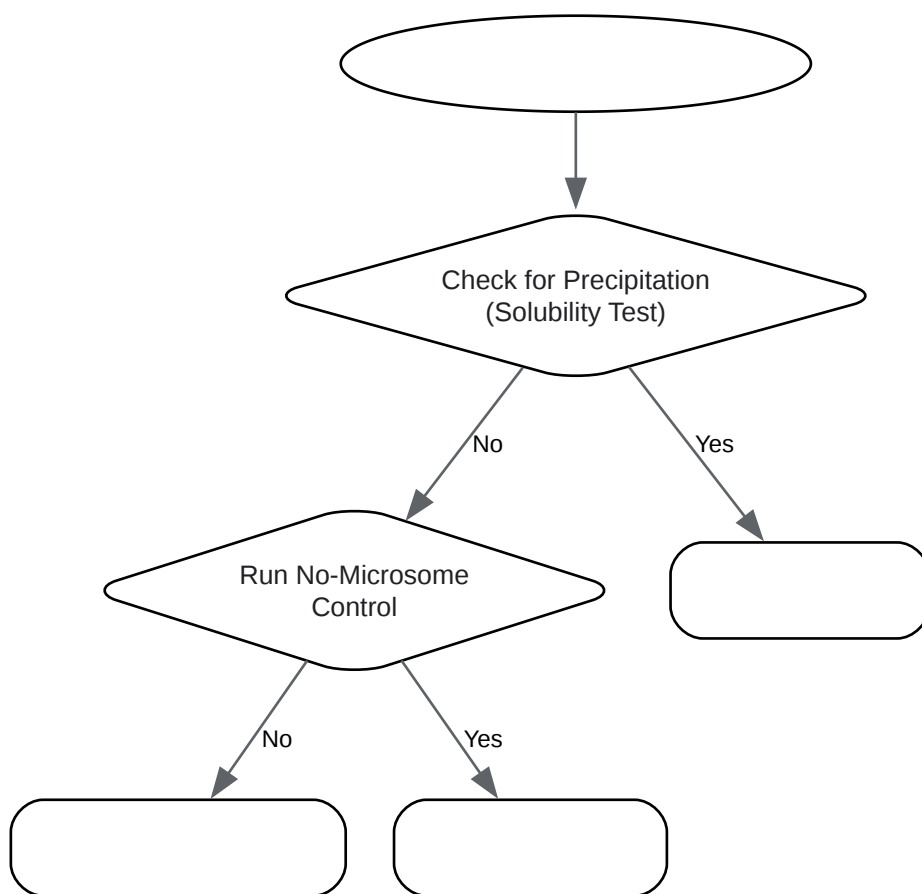 Check for Precipitation
(Solubility Test)
No
Yes
Run No-Microsome
Control
No
Yes